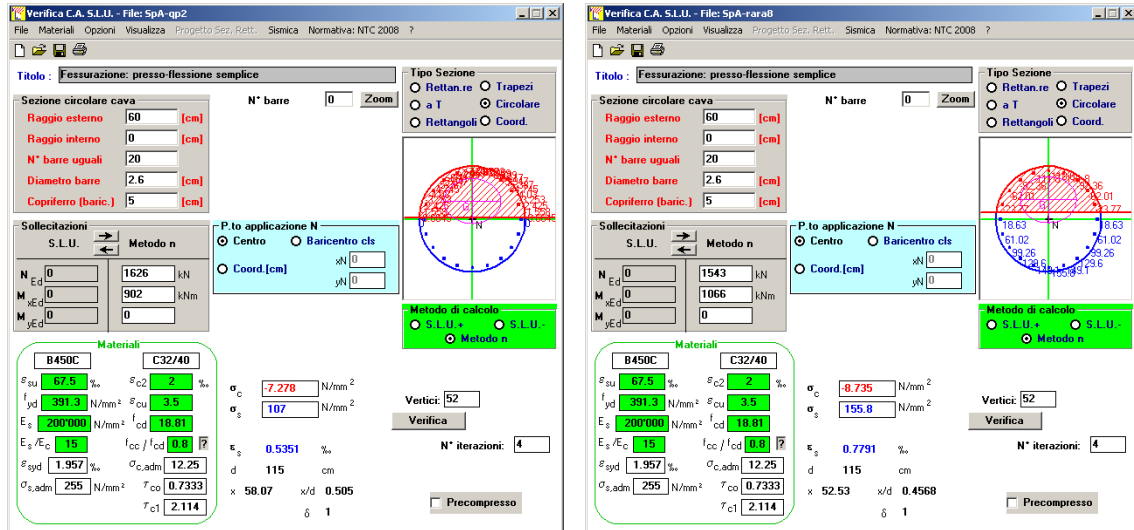 Verifica C.A. S.L.U. - File: SpA-qp2
File Materiali Opzioni Visualizza Progetto Sez. Rett. Sismica Normativa: NTC 2008 ?
Titolo : Fessurazione: presso-flessione semplice
Tipo Sezione
Rettan.re Trapezi
a T Circolare
Rettangoli Coord.
Sezione circolare cava
N° barre 0 Zoom
Raggio esterno 60 [cm]
Raggio interno 0 [cm]
N° barre uguali 20
Diametro barre 2.6 [cm]
Copriferro (baric.) 5 [cm]
N
Sollecitazioni
S.L.U. Metodo n
N Ed 0 1626 kN
M xEd 0 902 kNm
M yEd 0 0
P.to applicazione N
Centro Baricentro cls
Coord.[cm]
xN 0
yN 0
Metodo di calcolo
S.L.U.+ S.L.U.-
Metodo n
Materiali
B450C C32/40
εsu 67.5 ‰ εc2 2 ‰
fyd 391.3 N/mm² εcu 3.5
Es 200'000 N/mm² fcd 18.81
Es/Ec 15 fcc / fcd 0.8 ?
εsyd 1.957 ‰ σc,adm 12.25
σs,adm 255 N/mm² τco 0.7333
τc1 2.114
σc -7.278 N/mm²
σs 107 N/mm²
εs 0.5351 ‰
d 115 cm
x 58.07 x/d 0.505
δ 1
Vertici: 52
Verifica
N° iterazioni: 4
Precompresso
Verifica C.A. S.L.U. - File: SpA-rara8
File Materiali Opzioni Visualizza Progetto Sez. Rett. Sismica Normativa: NTC 2008 ?
Titolo : Fessurazione: presso-flessione semplice
Tipo Sezione
Rettan.re Trapezi
a T Circolare
Rettangoli Coord.
Sezione circolare cava
N° barre 0 Zoom
Raggio esterno 60 [cm]
Raggio interno 0 [cm]
N° barre uguali 20
Diametro barre 2.6 [cm]
Copriferro (baric.) 5 [cm]
N
18.63 18.63
61.02 61.02
99.26 99.26
129.6 129.6
Sollecitazioni
S.L.U. Metodo n
N Ed 0 1543 kN
M xEd 0 1066 kNm
M yEd 0 0
P.to applicazione N
Centro Baricentro cls
Coord.[cm]
xN 0
yN 0
Metodo di calcolo
S.L.U.+ S.L.U.-
Metodo n
Materiali
B450C C32/40
εsu 67.5 ‰ εc2 2 ‰
fyd 391.3 N/mm² εcu 3.5
Es 200'000 N/mm² fcd 18.81
Es/Ec 15 fcc / fcd 0.8 ?
εsyd 1.957 ‰ σc,adm 12.25
σs,adm 255 N/mm² τco 0.7333
τc1 2.114
σc -8.735 N/mm²
σs 155.8 N/mm²
εs 0.7791 ‰
d 115 cm
x 52.53 x/d 0.4568
δ 1
Vertici: 52
Verifica
N° iterazioni: 4
Precompresso